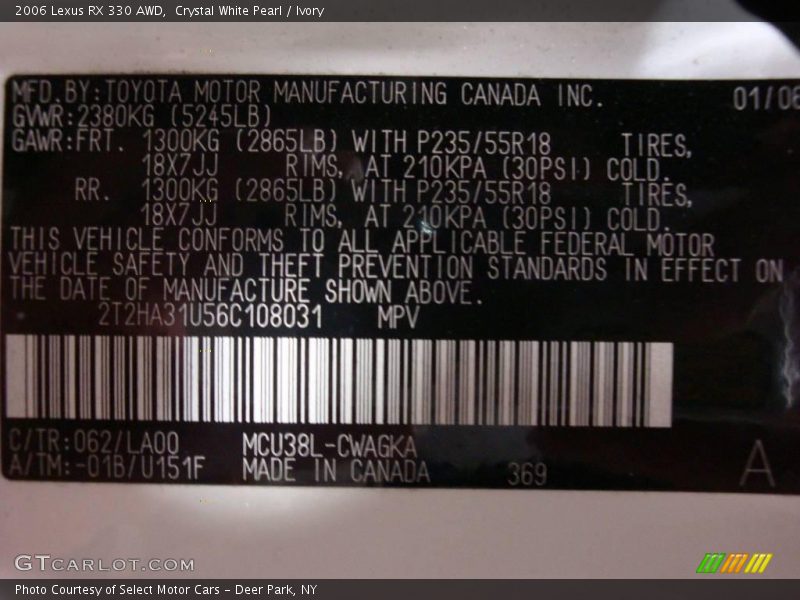 2006 Lexus RX 330 AWD, Crystal White Pearl / Ivory
MFD.BY:TOYOTA MOTOR MANUFACTURING CANADA INC. 01/06
GVWR:2380KG (5245LB)
GAWR:FRT. 1300KG (2865LB) WITH P235/55R18 TIRES,
18X7JJ RIMS, AT 210KPA (30PSI) COLD.
RR. 1300KG (2865LB) WITH P235/55R18 TIRES,
18X7JJ RIMS, AT 210KPA (30PSI) COLD.
THIS VEHICLE CONFORMS TO ALL APPLICABLE FEDERAL MOTOR
VEHICLE SAFETY AND THEFT PREVENTION STANDARDS IN EFFECT ON
THE DATE OF MANUFACTURE SHOWN ABOVE.
2T2HA31U56C108031 MPV
C/TR:062/LA00 MCU38L-CWAGKA
A/TM:-01B/U151F MADE IN CANADA 369 A
GTCARLOT.COM
Photo Courtesy of Select Motor Cars - Deer Park, NY